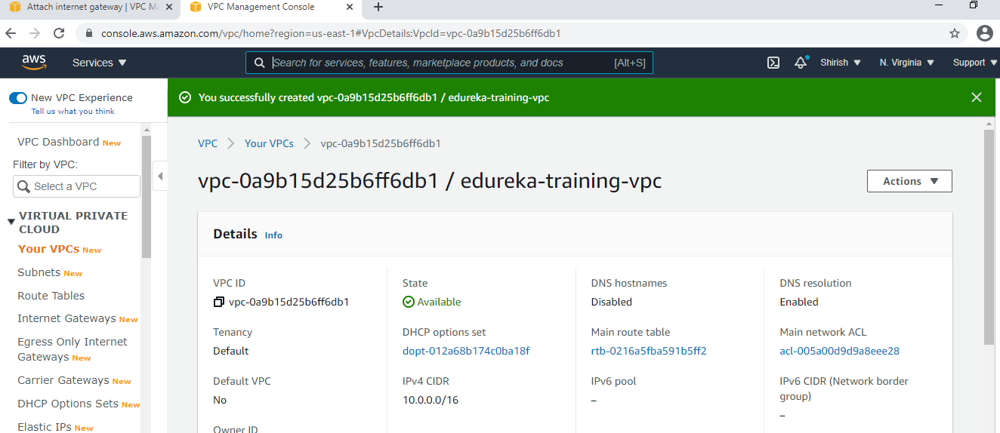 Attach internet gateway | VPC Ma
VPC Management Console
console.aws.amazon.com/vpc/home?region=us-east-1#VpcDetails:VpcId=vpc-0a9b15d25b6ff6db1
aws
Services
Search for services, features, marketplace products, and docs
[Alt+S]
Shirish
N. Virginia
Support
New VPC Experience
Tell us what you think
You successfully created vpc-0a9b15d25b6ff6db1 / edureka-training-vpc
VPC Dashboard New
Filter by VPC:
Select a VPC
VIRTUAL PRIVATE
CLOUD
Your VPCs New
Subnets New
Route Tables
Internet Gateways New
Egress Only Internet
Gateways New
Carrier Gateways New
DHCP Options Sets New
Elastic IPs New
VPC
Your VPCs
vpc-0a9b15d25b6ff6db1
vpc-0a9b15d25b6ff6db1 / edureka-training-vpc
Actions
Details Info
VPC ID
vpc-0a9b15d25b6ff6db1
State
Available
DNS hostnames
Disabled
DNS resolution
Enabled
Tenancy
Default
DHCP options set
dopt-012a68b174c0ba18f
Main route table
rtb-0216a5fba591b5ff2
Main network ACL
acl-005a00d9d9a8eee28
Default VPC
No
IPv4 CIDR
10.0.0.0/16
IPv6 pool
–
IPv6 CIDR (Network border
group)
–
Owner ID